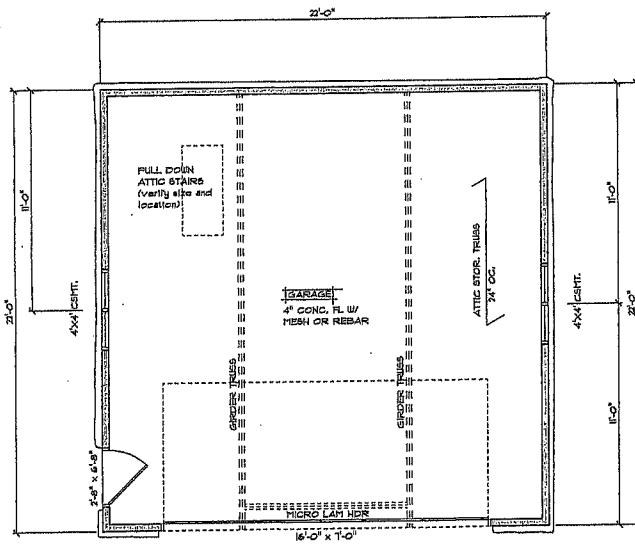 22'-0"
PULL DOWN
ATTIC STAIRS
(verify size and
location)
11'-0"
22'-0"
4'X4' CSMT.
GARAGE
4" CONC. FL W/
MESH OR REBAR
ATTIC STOR. TRUSS
24" OC.
11'-0"
22'-0"
4'X4' CSMT.
11'-0"
GIRDER TRUSS
GIRDER TRUSS
2'-8" x 6'-8"
MICRO LAM HDR
16'-0" x 7'-0"